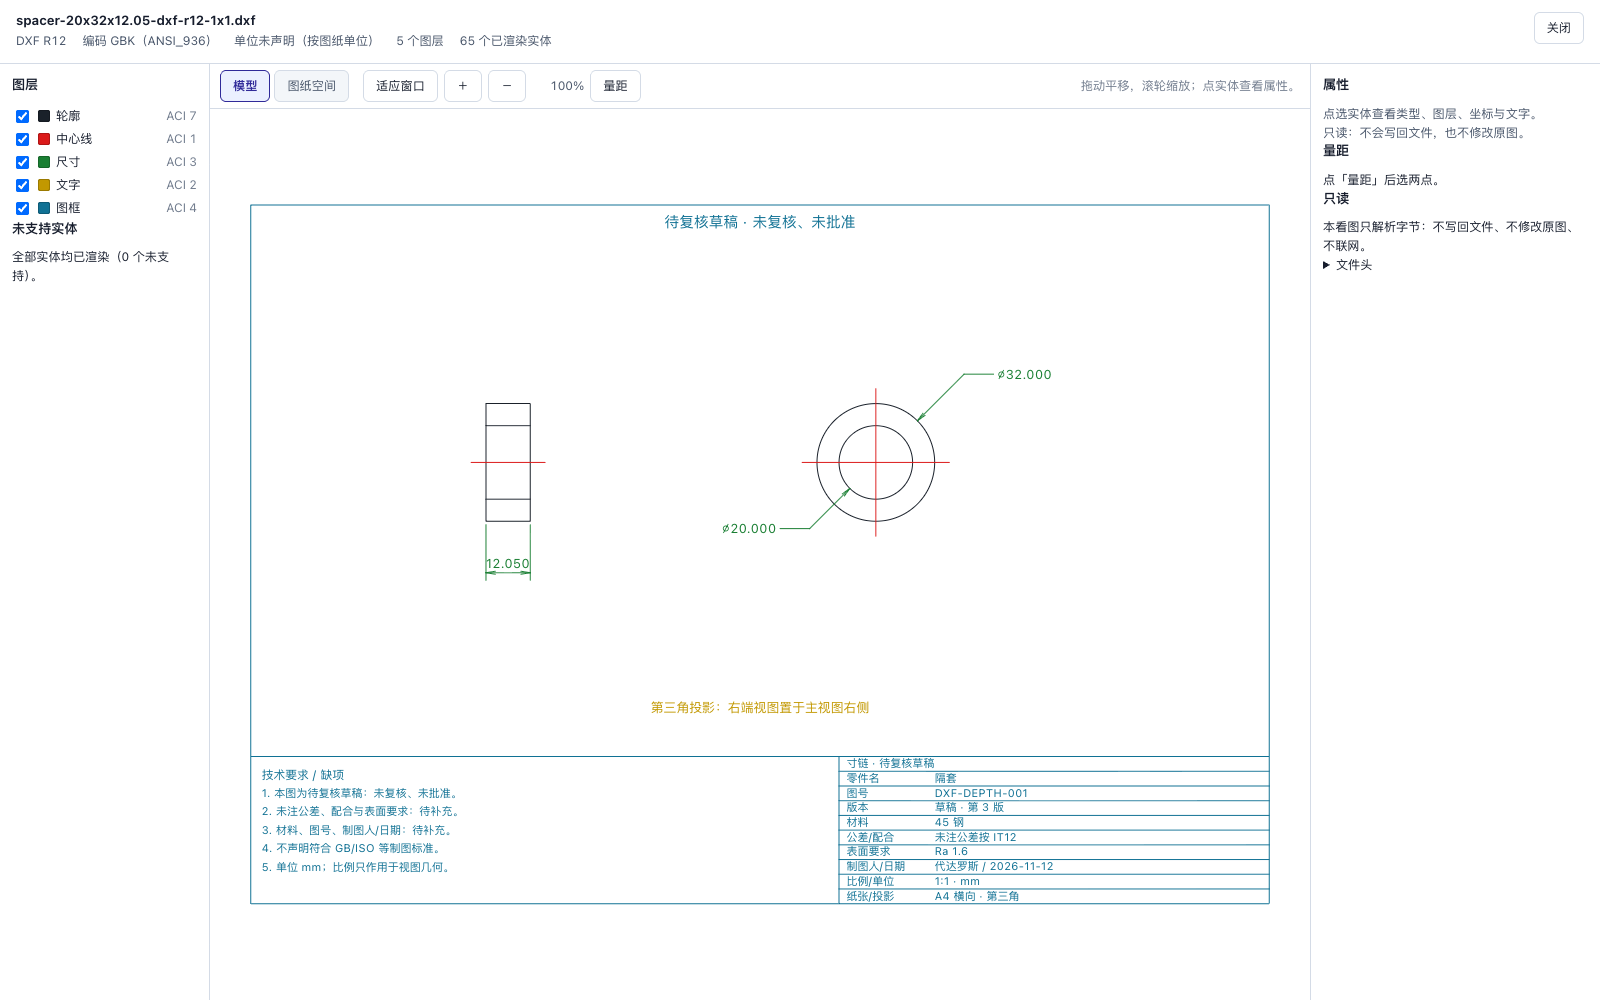 spacer-20x32x12.05-dxf-r12-1x1.dxf
DXF R12 编码 GBK（ANSI_936） 单位未声明（按图纸单位） 5 个图层 65 个已渲染实体
关闭
图层
轮廓 ACI 7
中心线 ACI 1
尺寸 ACI 3
文字 ACI 2
图框 ACI 4
未支持实体
全部实体均已渲染（0 个未支
持）。
模型 图纸空间 适应窗口 + − 100% 量距 拖动平移，滚轮缩放；点实体查看属性。
待复核草稿 · 未复核、未批准
⌀32.000
⌀20.000
12.050
第三角投影：右端视图置于主视图右侧
技术要求 / 缺项
1. 本图为待复核草稿：未复核、未批准。
2. 未注公差、配合与表面要求：待补充。
3. 材料、图号、制图人/日期：待补充。
4. 不声明符合 GB/ISO 等制图标准。
5. 单位 mm；比例只作用于视图几何。
寸链 · 待复核草稿
零件名 隔套
图号 DXF-DEPTH-001
版本 草稿 · 第 3 版
材料 45 钢
公差/配合 未注公差按 IT12
表面要求 Ra 1.6
制图人/日期 代达罗斯 / 2026-11-12
比例/单位 1:1 · mm
纸张/投影 A4 横向 · 第三角
属性
点选实体查看类型、图层、坐标与文字。
只读：不会写回文件，也不修改原图。
量距
点「量距」后选两点。
只读
本看图只解析字节：不写回文件、不修改原图、
不联网。
▶ 文件头